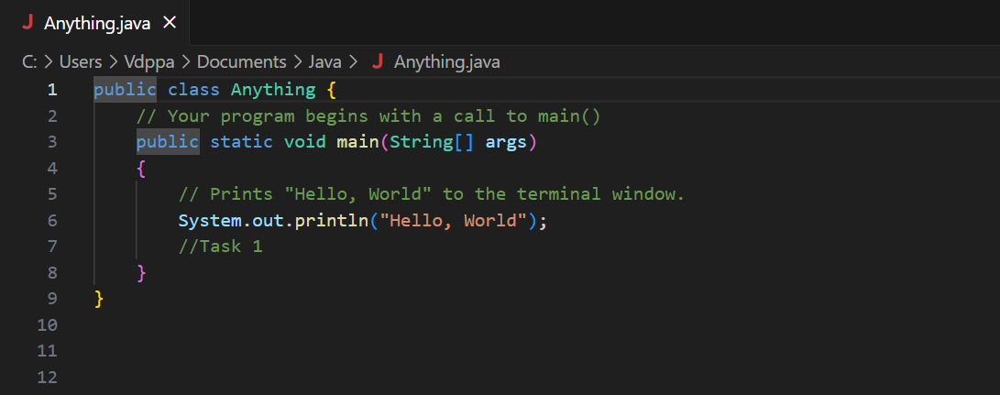 J Anything.java ×
C: > Users > Vdppa > Documents > Java > J Anything.java
1 public class Anything {
2 // Your program begins with a call to main()
3 public static void main(String[] args)
4 {
5 // Prints "Hello, World" to the terminal window.
6 System.out.println("Hello, World");
7 //Task 1
8 }
9 }
10
11
12